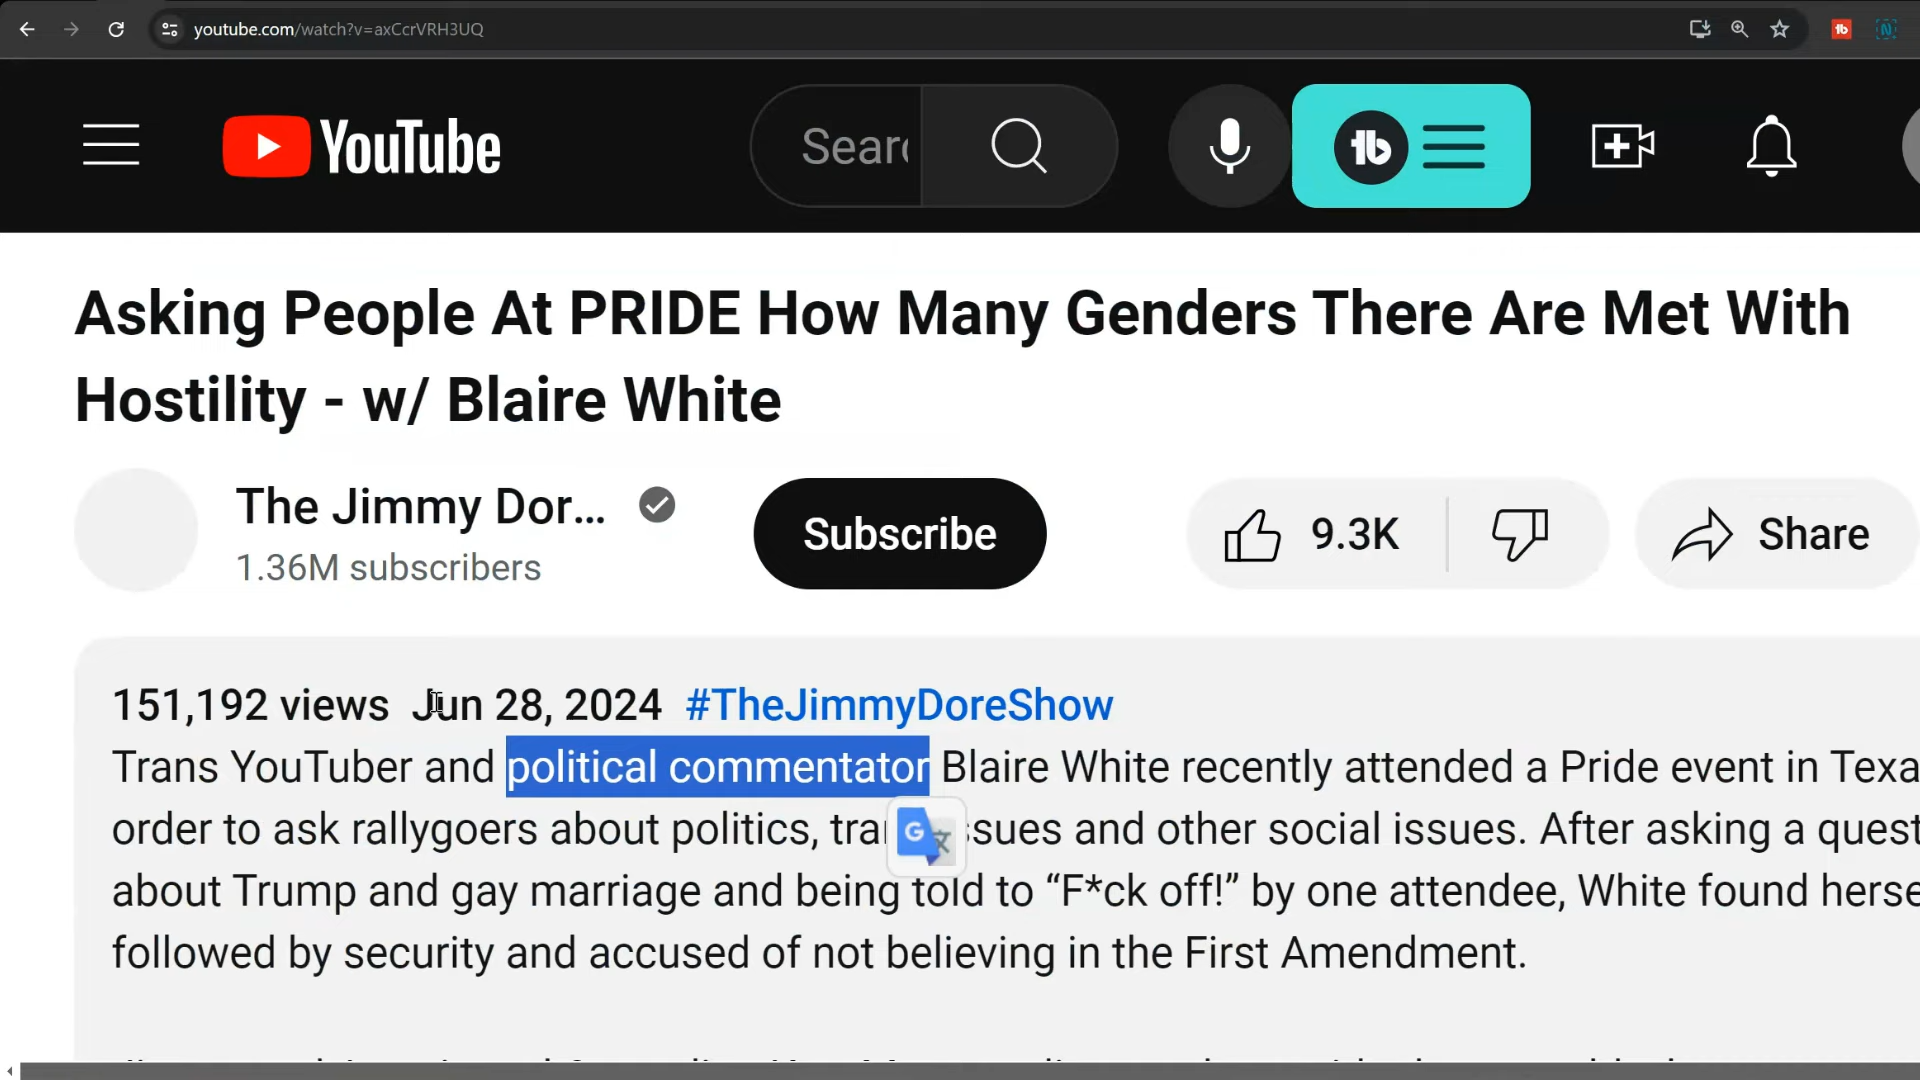 youtube.com/watch?v=axCcrVRH3UQ
YouTube
Asking People At PRIDE How Many Genders There Are Met With
Hostility - w/ Blaire White
The Jimmy Dor...
1.36M subscribers
Subscribe
9.3K
Share
151,192 views Jun 28, 2024 #TheJimmyDoreShow
Trans YouTuber and political commentator Blaire White recently attended a Pride event in Texa
order to ask rallygoers about politics, and other social issues. After asking a quest
about Trump and gay marriage and being told to “F*ck off!” by one attendee, White found herse
followed by security and accused of not believing in the First Amendment.